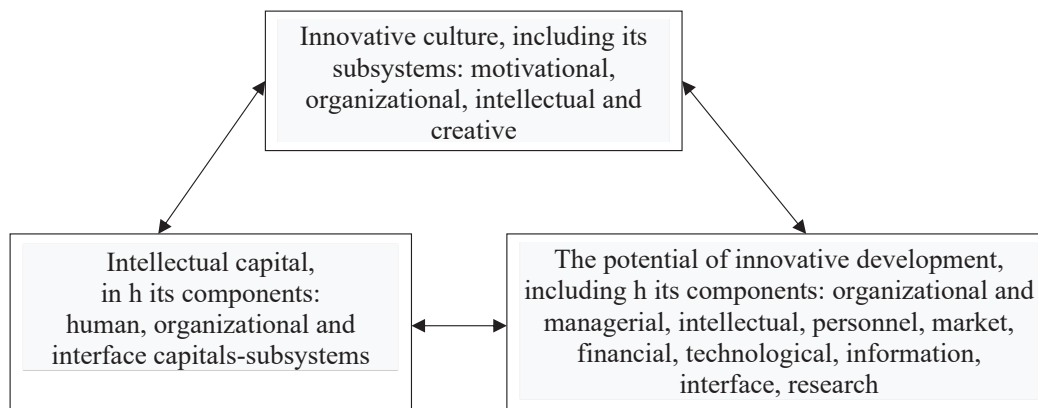 Innovative culture, including its
subsystems: motivational,
organizational, intellectual and
creative
Intellectual capital,
in h its components:
human, organizational and
interface capitals-subsystems
The potential of innovative development,
including h its components: organizational and
managerial, intellectual, personnel, market,
financial, technological, information,
interface, research